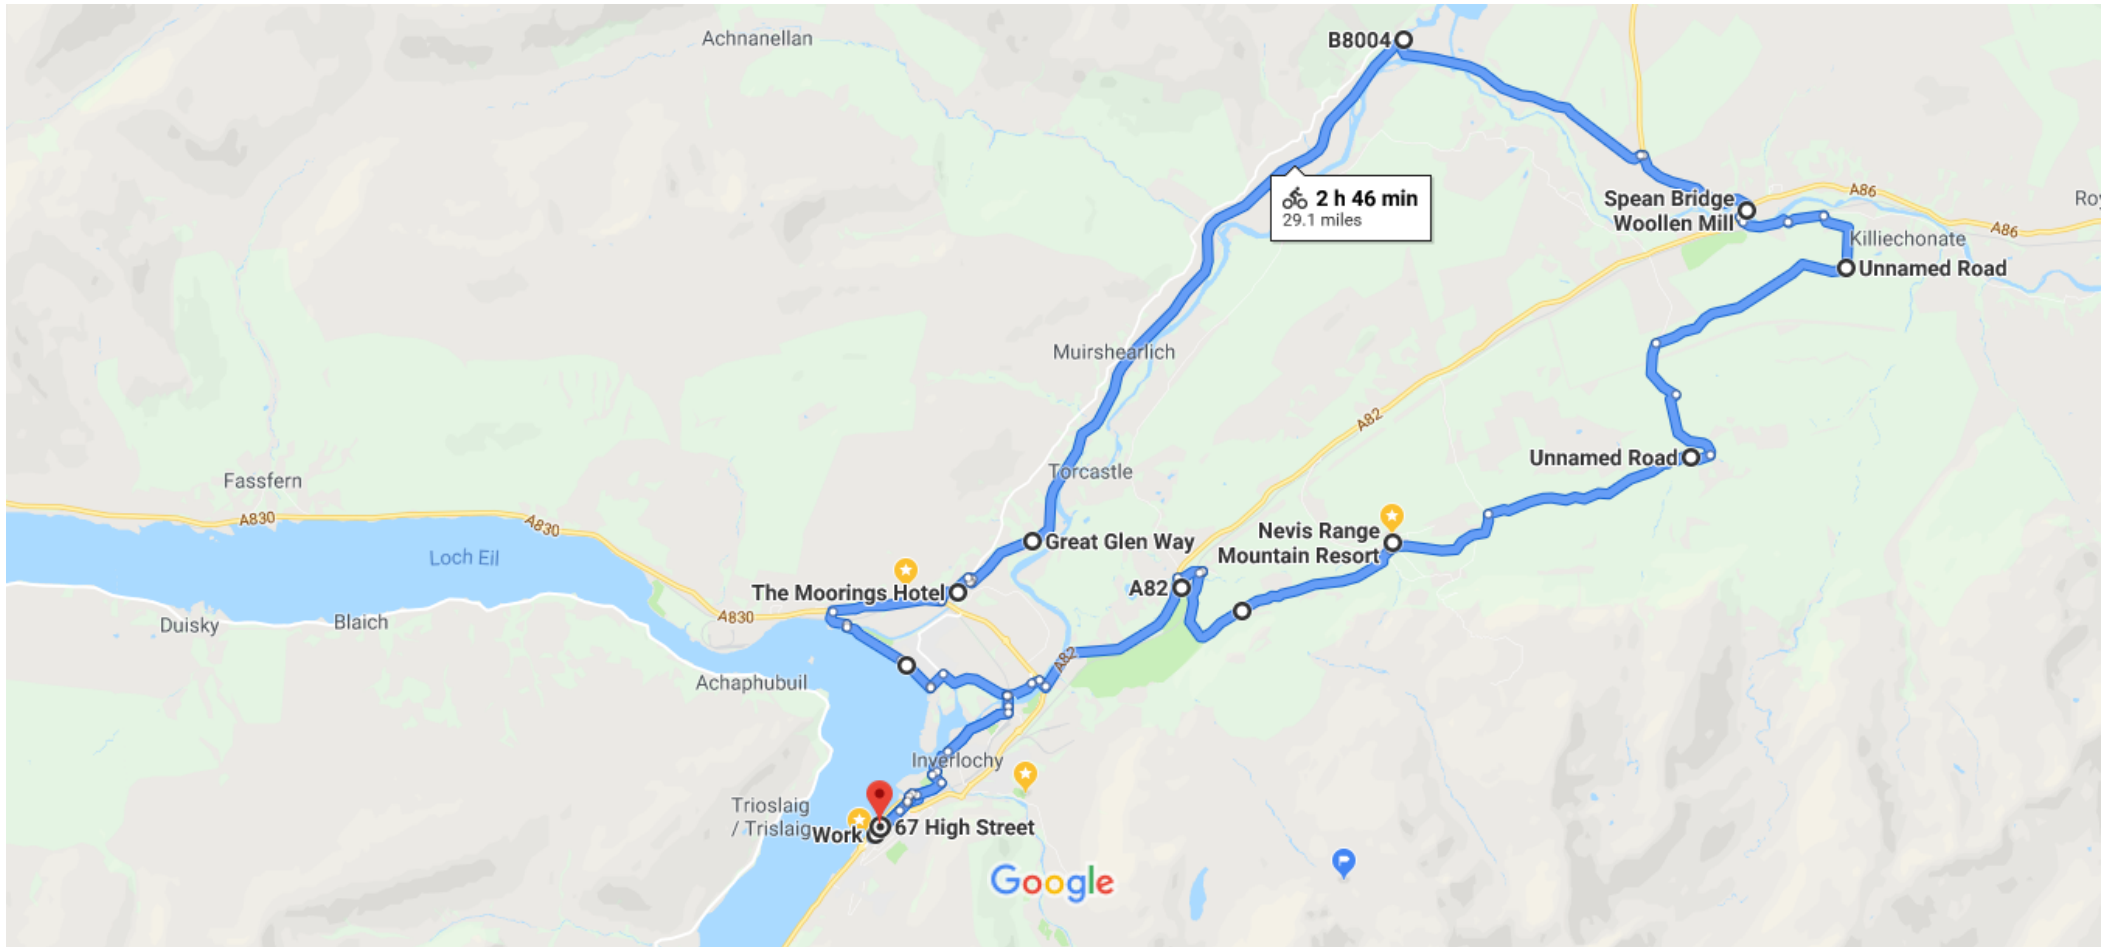 Achnanellan
B8004
A86
Roy
Spean Bridge
Woollen Mill
2 h 46 min
29.1 miles
A86
Killiechonate
Unnamed Road
Muirshearlich
A82
Unnamed Road
Torcastle
Fassfern
A830
A830
Loch Eil
Great Glen Way
Nevis Range
Mountain Resort
The Moorings Hotel
A82
A830
Duisky
Blaich
A82
Achaphubuil
Inverlochy
Trioslaig
/ Trislaig
Work
67 High Street
Google